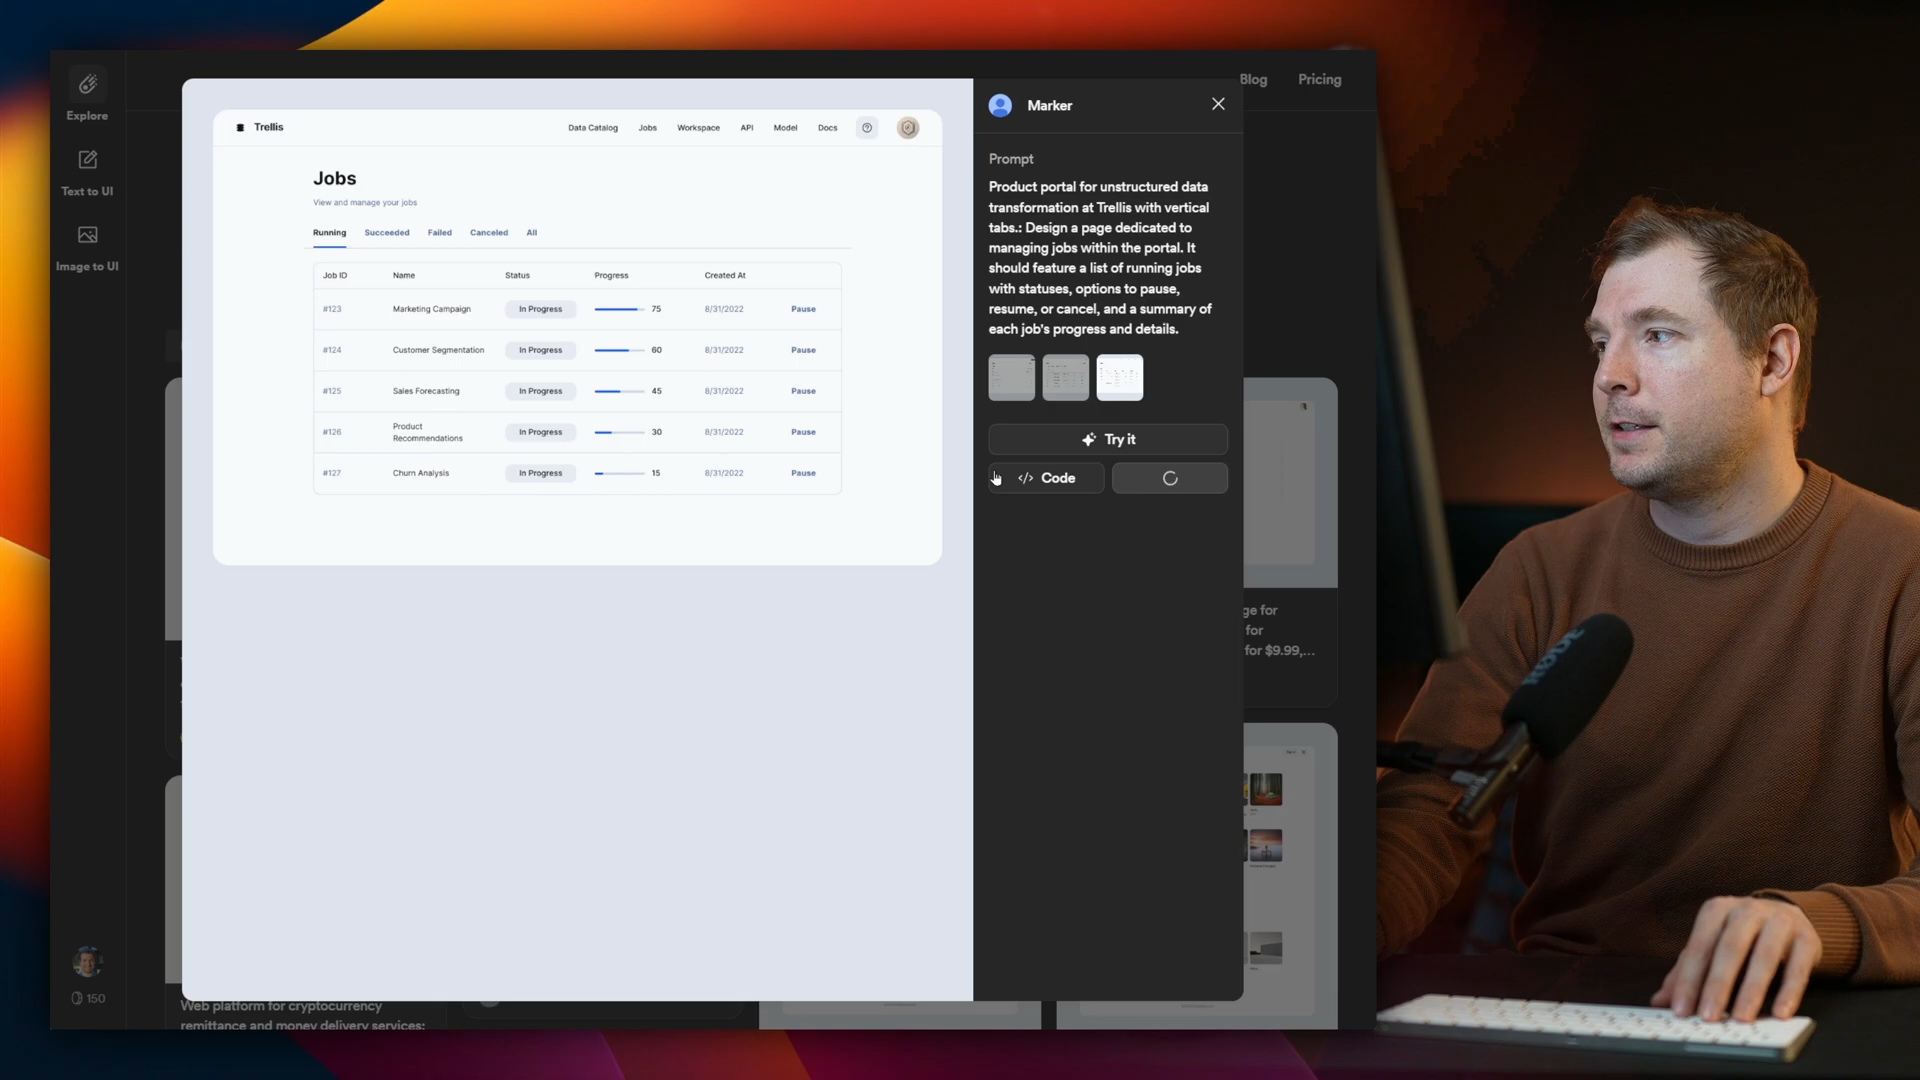 Explore
Text to UI
Image to UI
150
Blog
Pricing
Trellis
Data Catalog
Jobs
Workspace
API
Model
Docs
Jobs
View and manage your jobs
Running
Succeeded
Failed
Canceled
All
Job ID
Name
Status
Progress
Created At
#123
Marketing Campaign
In Progress
75
8/31/2022
Pause
#124
Customer Segmentation
In Progress
60
8/31/2022
Pause
#125
Sales Forecasting
In Progress
45
8/31/2022
Pause
#126
Product
Recommendations
In Progress
30
8/31/2022
Pause
#127
Churn Analysis
In Progress
15
8/31/2022
Pause
Marker
Prompt
Product portal for unstructured data
transformation at Trellis with vertical
tabs.: Design a page dedicated to
managing jobs within the portal. It
should feature a list of running jobs
with statuses, options to pause,
resume, or cancel, and a summary of
each job's progress and details.
Try it
</> Code
ge for
for
for $9.99,...
Web platform for cryptocurrency
remittance and money delivery services:
RØDE